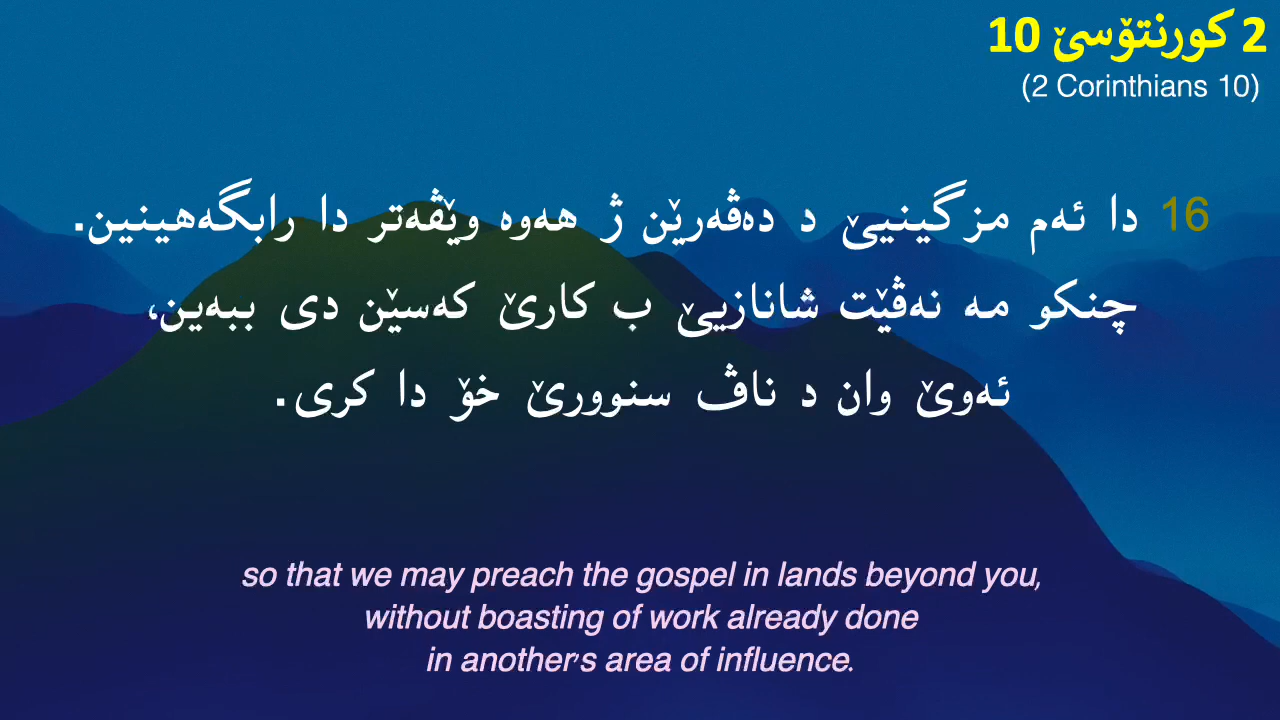 2 کورنتۆسیێ 10
(2 Corinthians 10)
16 دا ئەم مزگینیێ د دەڤەرێن ژ هەوە وێڤەتر دا رابگەهینین.
چنکو مە نەڤێت شانازیێ ب کارێ کەسێن دی ببەین،
ئەوێ وان د ناڤ سنوورێ خۆ دا کری.
so that we may preach the gospel in lands beyond you,
without boasting of work already done
in another's area of influence.